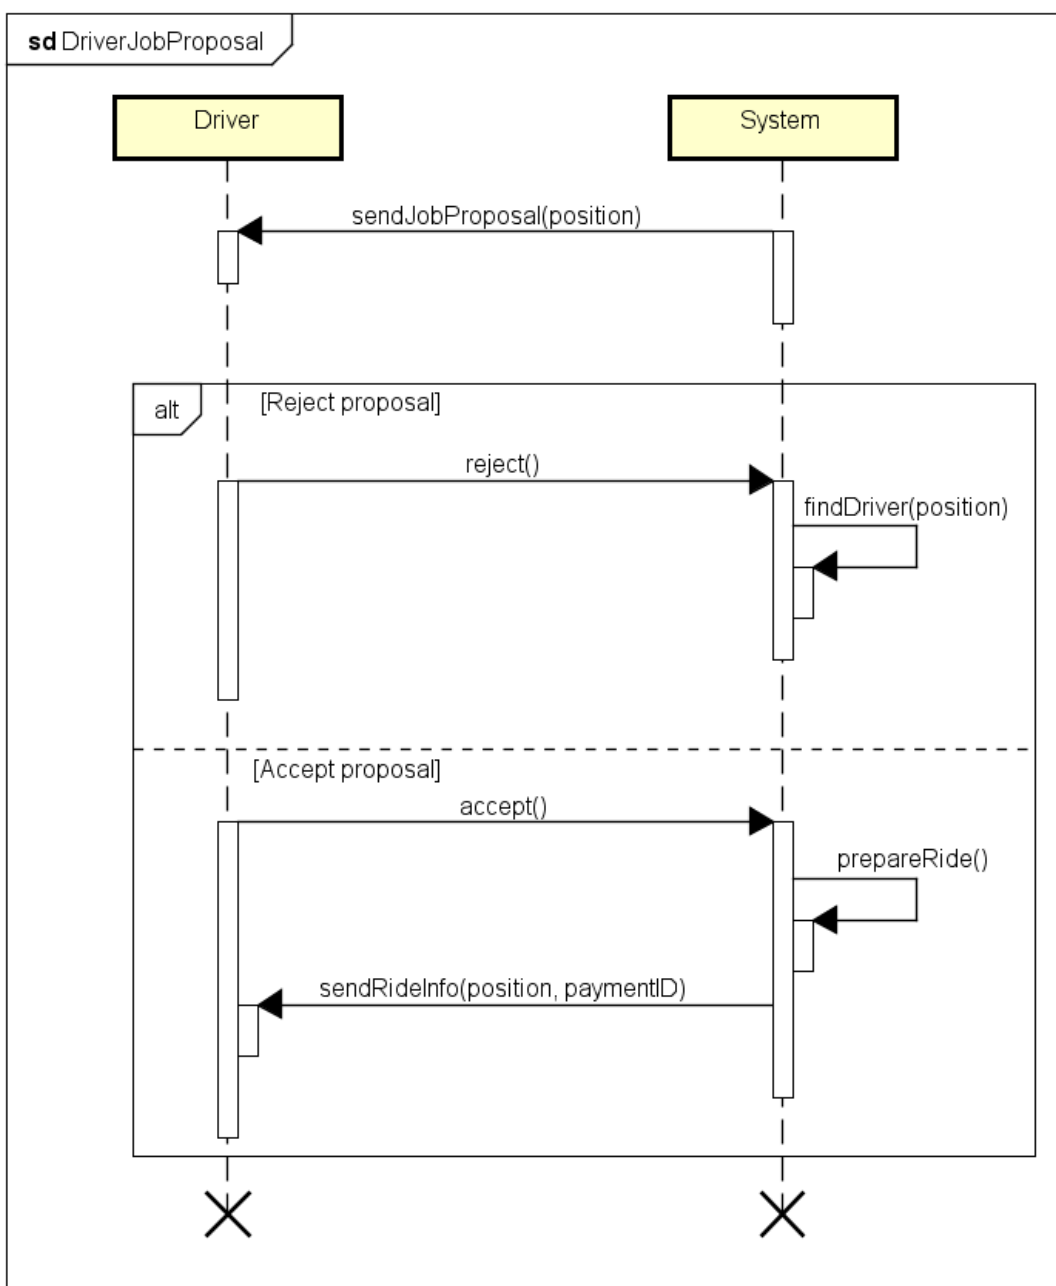 sd DriverJobProposal
Driver
System
sendJobProposal(position)
alt
[Reject proposal]
reject()
findDriver(position)
[Accept proposal]
accept()
prepareRide()
sendRideInfo(position, paymentID)